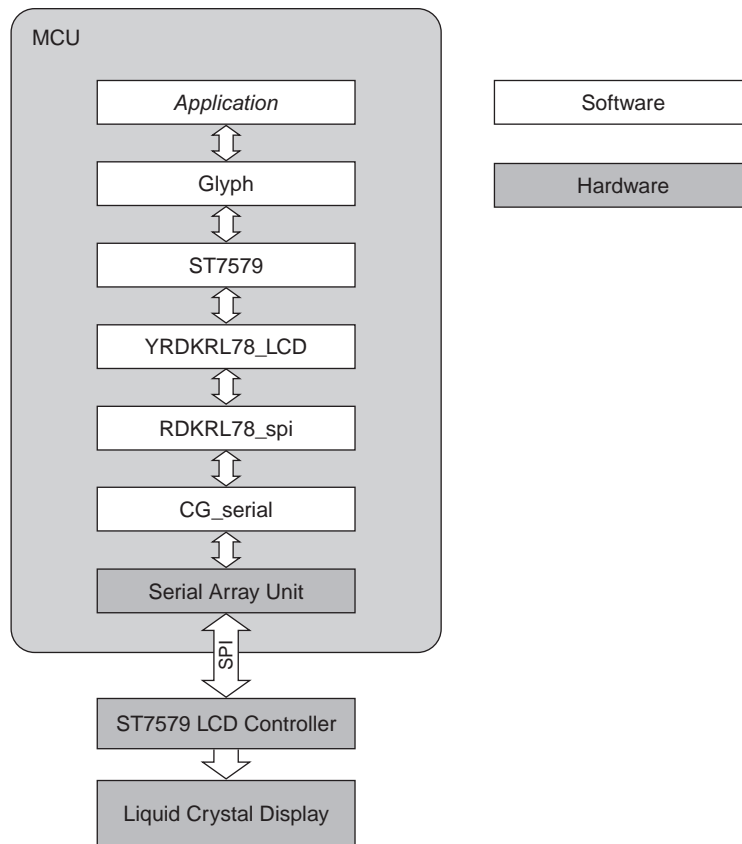 MCU
Application
Software
Glyph
Hardware
ST7579
YRDKRL78_LCD
RDKRL78_spi
CG_serial
Serial Array Unit
SPI
ST7579 LCD Controller
Liquid Crystal Display